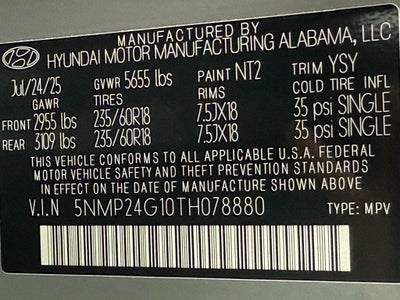 MANUFACTURED BY
HYUNDAI MOTOR MANUFACTURING ALABAMA, LLC
Jul/24/25 GVWR 5655 lbs PAINT NT2 TRIM YSY
GAWR TIRES RIMS COLD TIRE INFL
FRONT 2955 lbs 235/60R18 7.5JX18 35 psi SINGLE
REAR 3109 lbs 235/60R18 7.5JX18 35 psi SINGLE
THIS VEHICLE CONFORMS TO ALL APPLICABLE U.S.A. FEDERAL
MOTOR VEHICLE SAFETY AND THEFT PREVENTION STANDARDS
IN EFFECT ON THE DATE OF MANUFACTURE SHOWN ABOVE.
V.I.N 5NMP24G10TH078880 TYPE: MPV